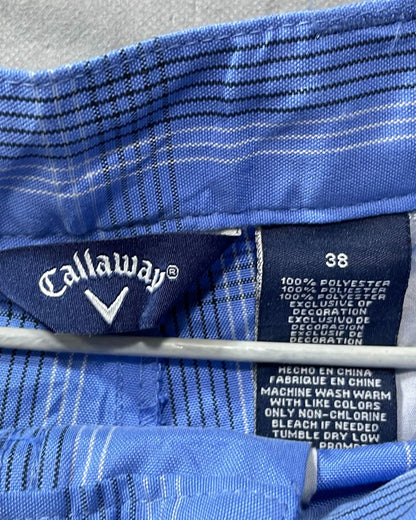 Callaway®
38
100% POLYESTER
100% POLYESTER
100% POLYESTER
EXCLUSIVE OF
DECORATION
EXCLUSIVO DE
DECORACION
EXCLUSIF DE
DECORATION
HECHO EN CHINA
FABRIQUE EN CHINE
MACHINE WASH WARM
WITH LIKE COLORS
ONLY NON-CHLORINE
BLEACH IF NEEDED
TUMBLE DRY LOW